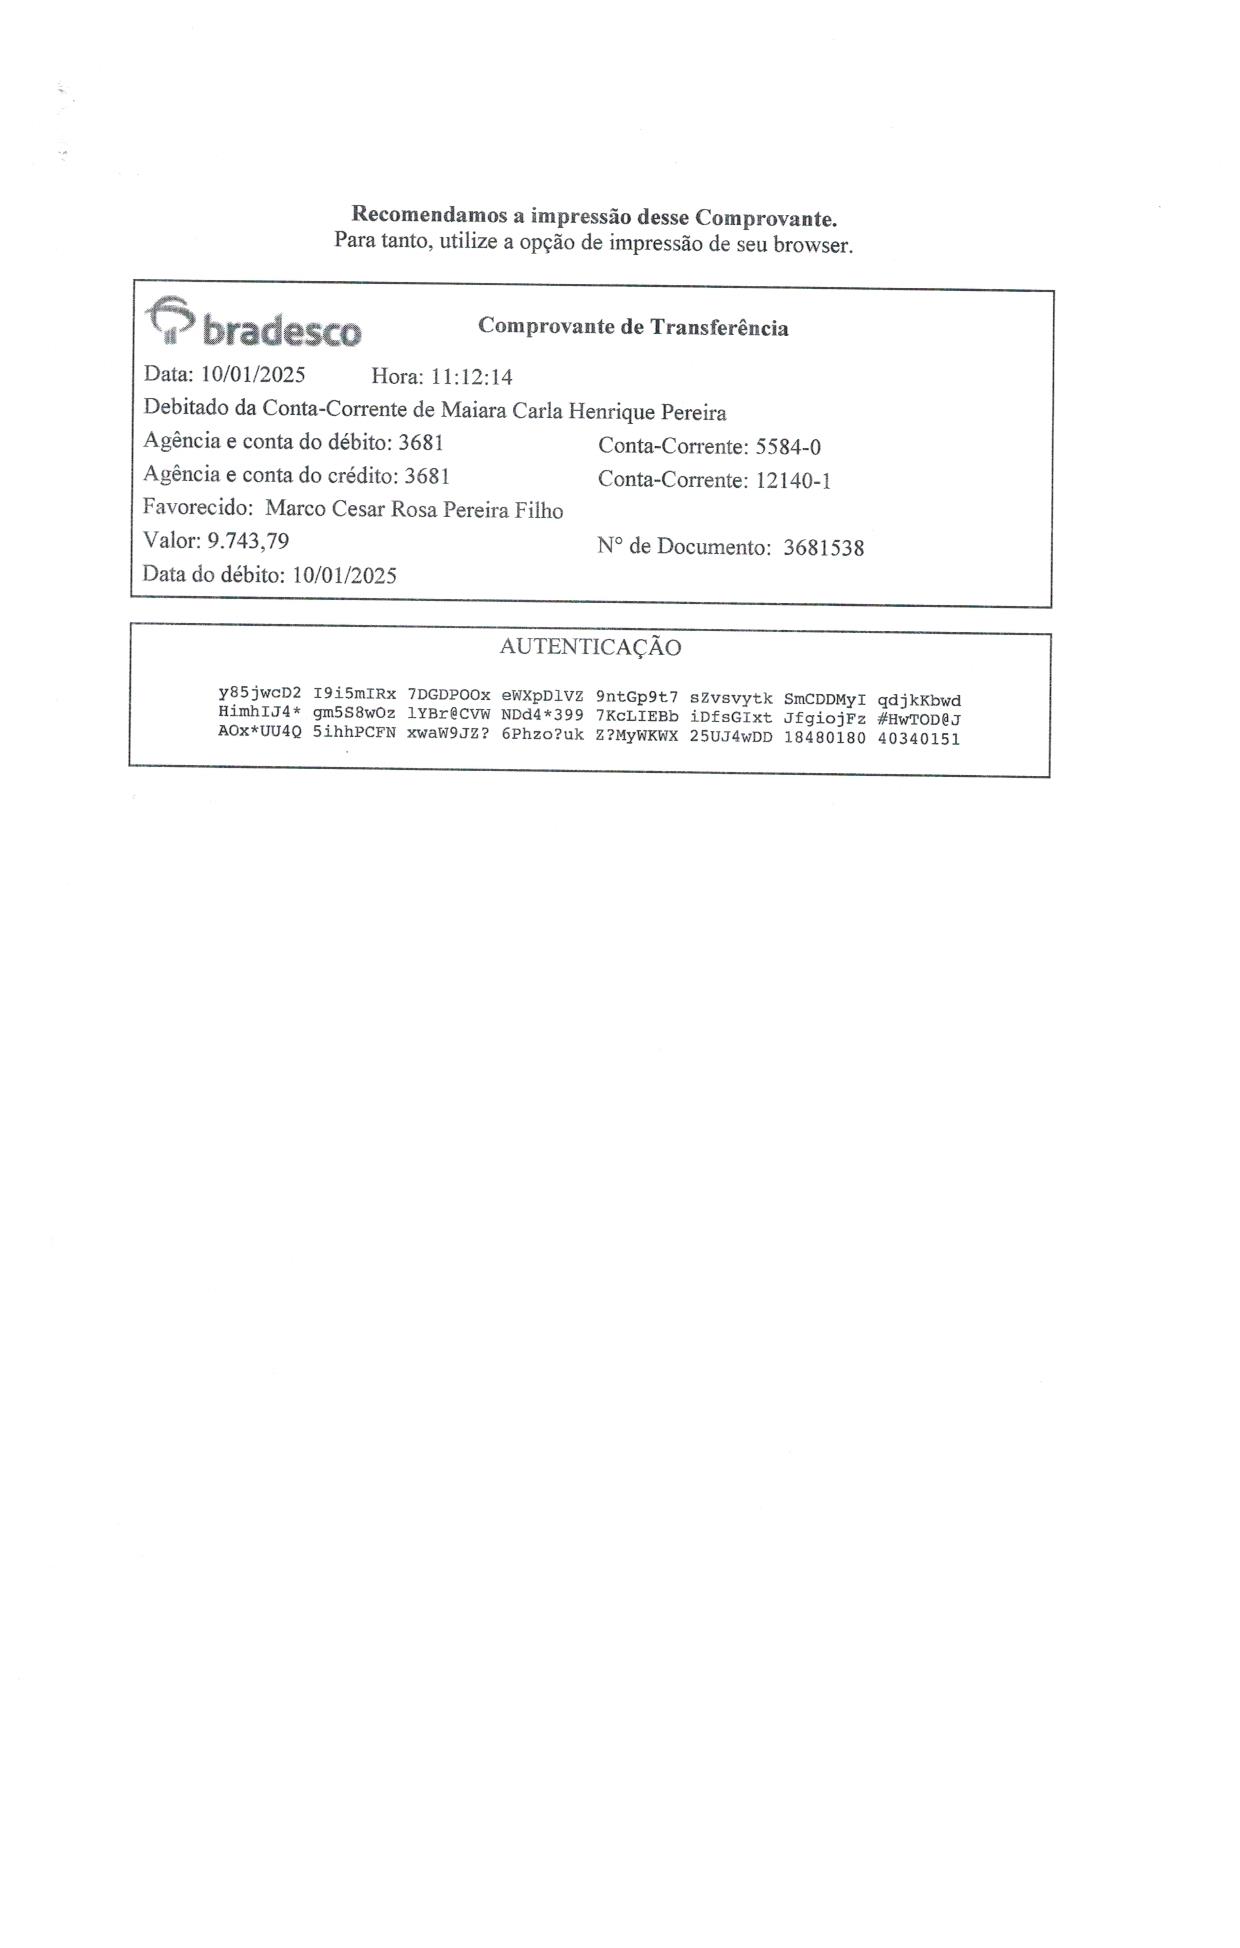 Recomendamos a impressão desse Comprovante.
Para tanto, utilize a opção de impressão de seu browser.
bradesco Comprovante de Transferência
Data: 10/01/2025 Hora: 11:12:14
Debitado da Conta-Corrente de Maiara Carla Henrique Pereira
Agência e conta do débito: 3681 Conta-Corrente: 5584-0
Agência e conta do crédito: 3681 Conta-Corrente: 12140-1
Favorecido: Marco Cesar Rosa Pereira Filho
Valor: 9.743,79 N° de Documento: 3681538
Data do débito: 10/01/2025
AUTENTICAÇÃO
y85jwcD2 I9i5mIRx 7DGDPOOx eWXpDlVZ 9ntGp9t7 sZvsvytk SmCDDMyI qdjkKbwd
HimhIJ4* gm5S8wOz lYBr@CVW NDd4*399 7KcLIEBb iDfsGIxt JfgiojFz #HwTOD@J
AOx*UU4Q 5ihhPCFN xwaW9JZ? 6Phzo?uk Z?MyWKWX 25UJ4wDD 18480180 40340151